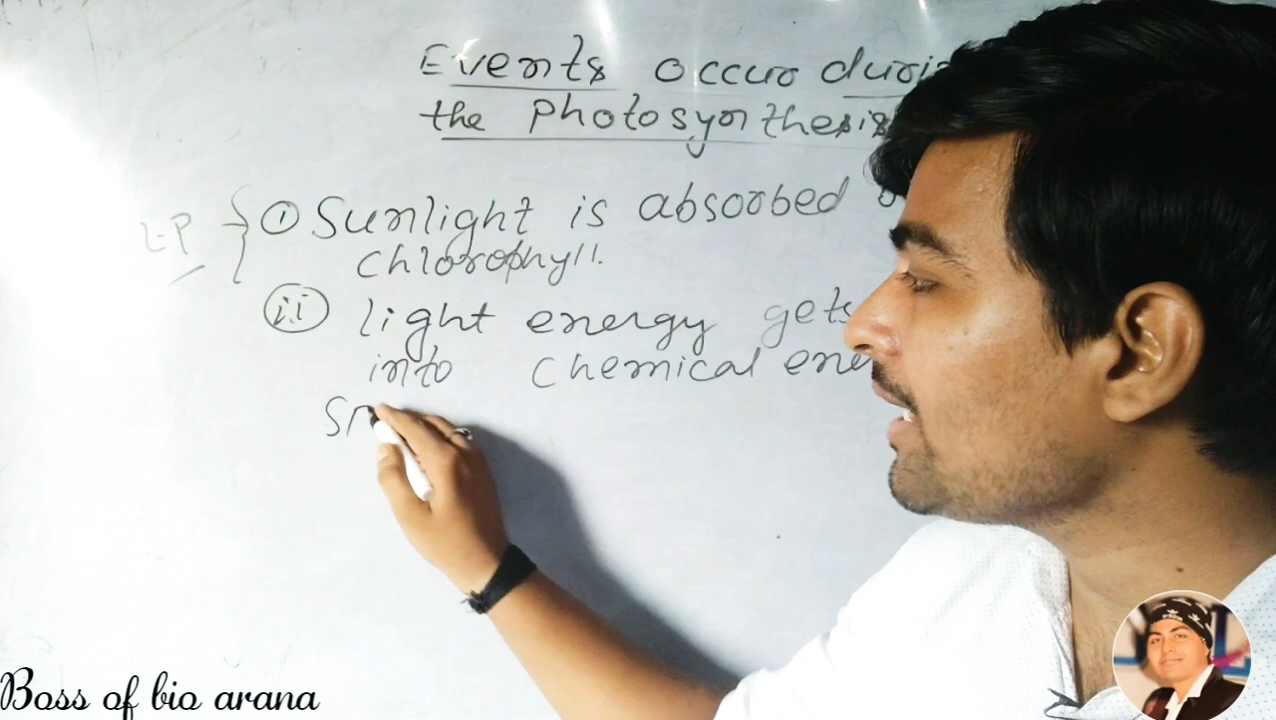 Events occur duri
the Photosynthesis
L-P
① Sunlight is absorbed
chlorophyll.
ii light energy gets
into chemical ene
Boss of bio arana